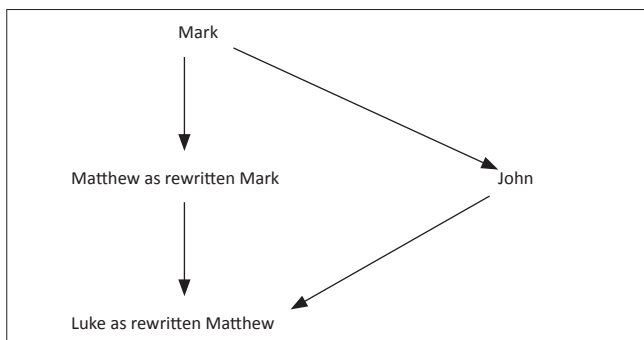 Mark
Matthew as rewritten Mark
John
Luke as rewritten Matthew